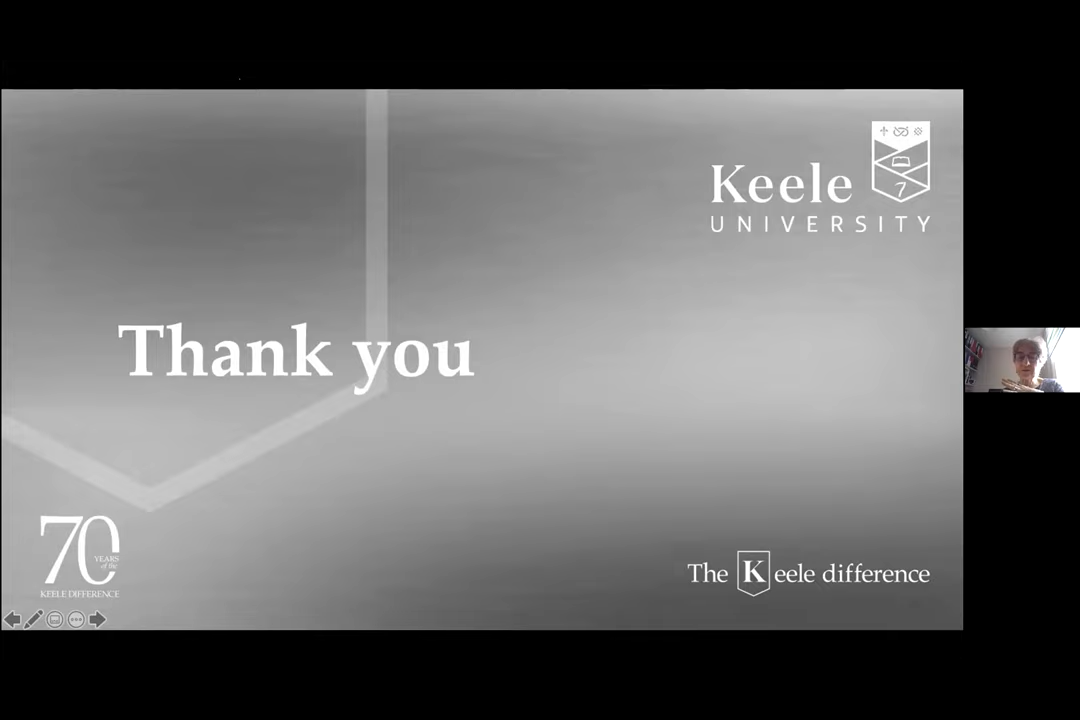 Keele
UNIVERSITY
Thank you
70
YEARS
of the
KEELE DIFFERENCE
The Keele difference